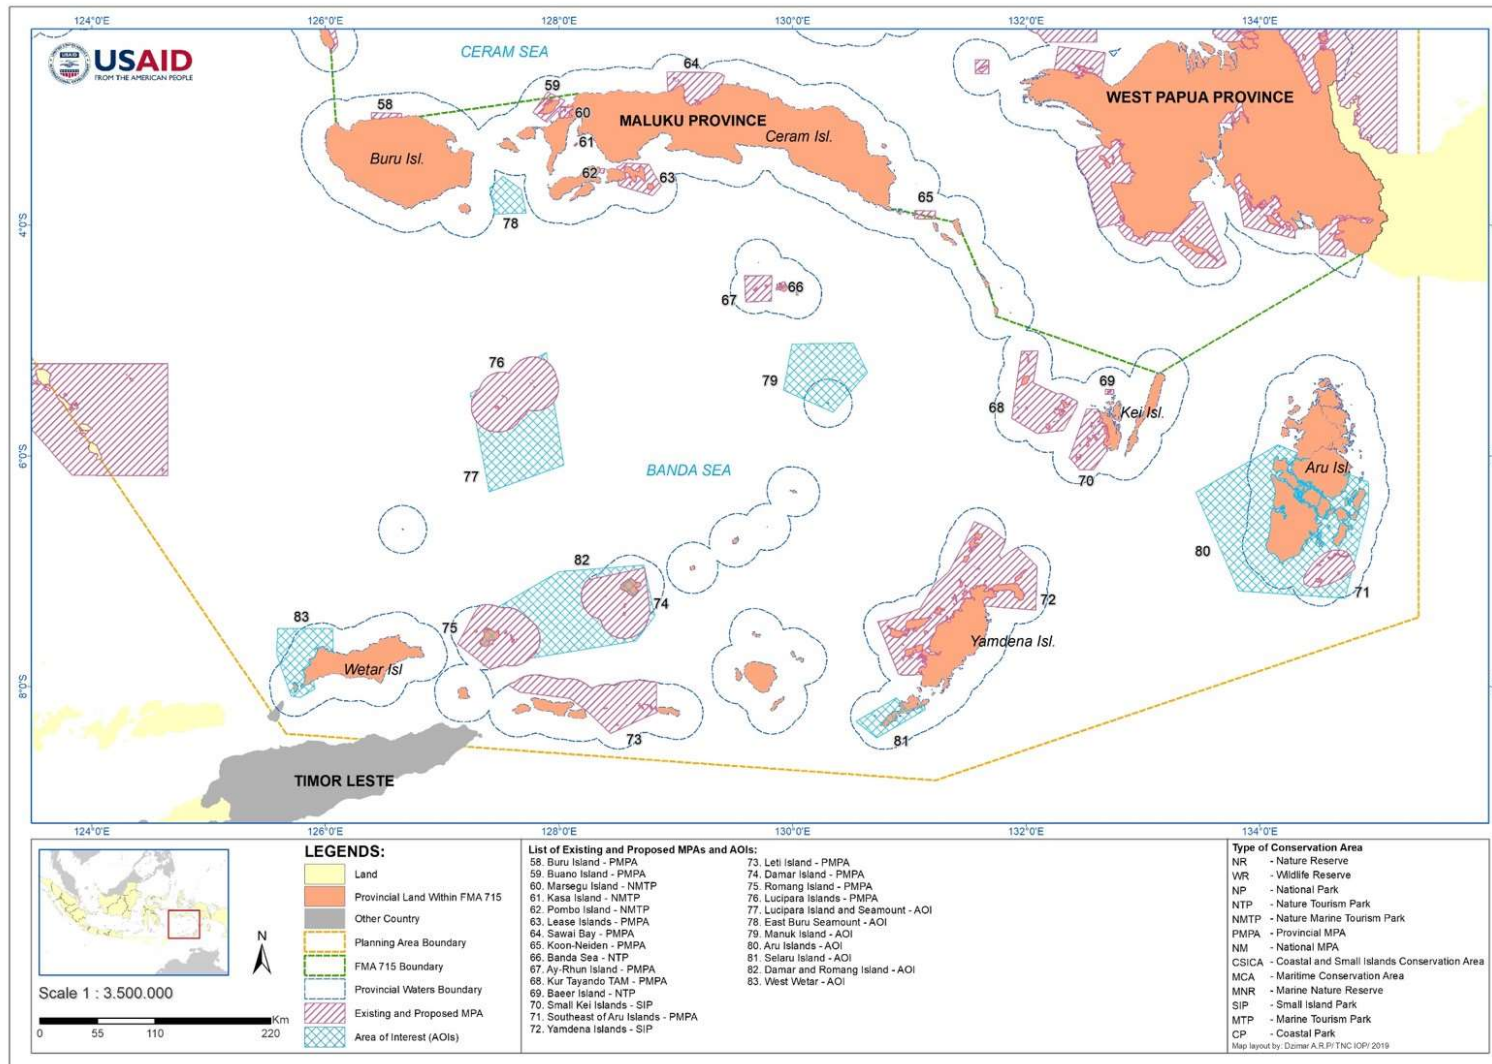 124°0'E 126°0'E 128°0'E 130°0'E 132°0'E 134°0'E
USAID
FROM THE AMERICAN PEOPLE
CERAM SEA
64
59
58
60
61
62
63
MALUKU PROVINCE
Ceram Isl.
Buru Isl.
WEST PAPUA PROVINCE
65
78
4°0'S
4°0'S
66
67
76
79
69
68
Kei Isl.
77
BANDA SEA
70
6°0'S
6°0'S
Aru Isl.
80
82
74
71
72
75
83
Wetar Isl
Yamdena Isl.
8°0'S
8°0'S
73
81
TIMOR LESTE
124°0'E 126°0'E 128°0'E 130°0'E 132°0'E 134°0'E
N
Scale 1 : 3.500.000
Km
0 55 110 220
LEGENDS:
Land
Provincial Land Within FMA 715
Other Country
Planning Area Boundary
FMA 715 Boundary
Provincial Waters Boundary
Existing and Proposed MPA
Area of Interest (AOIs)
List of Existing and Proposed MPAs and AOIs:
58. Buru Island - PMPA
59. Buano Island - PMPA
60. Marsegu Island - NMTP
61. Kasa Island - NMTP
62. Pombo Island - NMTP
63. Lease Islands - PMPA
64. Sawai Bay - PMPA
65. Koon-Neiden - PMPA
66. Banda Sea - NTP
67. Ay-Rhun Island - PMPA
68. Kur Tayando TAM - PMPA
69. Baeer Island - NTP
70. Small Kei Islands - SIP
71. Southeast of Aru Islands - PMPA
72. Yamdena Islands - SIP
73. Leti Island - PMPA
74. Damar Island - PMPA
75. Romang Island - PMPA
76. Lucipara Islands - PMPA
77. Lucipara Island and Seamount - AOI
78. East Buru Seamount - AOI
79. Manuk Island - AOI
80. Aru Islands - AOI
81. Selaru Island - AOI
82. Damar and Romang Island - AOI
83. West Wetar - AOI
Type of Conservation Area
NR - Nature Reserve
WR - Wildlife Reserve
NP - National Park
NTP - Nature Tourism Park
NMTP - Nature Marine Tourism Park
PMPA - Provincial MPA
NM - National MPA
CSICA - Coastal and Small Islands Conservation Area
MCA - Maritime Conservation Area
MNR - Marine Nature Reserve
SIP - Small Island Park
MTP - Marine Tourism Park
CP - Coastal Park
Map layout by: Dzimar A.R.P/ TNC IOP/ 2019